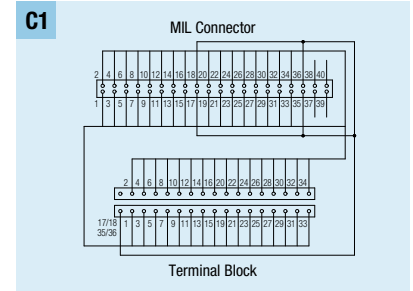 C1
MIL Connector
2 4 6 8 10 12 14 16 18 20 22 24 26 28 30 32 34 36 38 40
1 3 5 7 9 11 13 15 17 19 21 23 25 27 29 31 33 35 37 39
2 4 6 8 10 12 14 16 20 22 24 26 28 30 32 34
17/18 1 3 5 7 9 11 13 15 19 21 23 25 27 29 31 33
35/36
Terminal Block